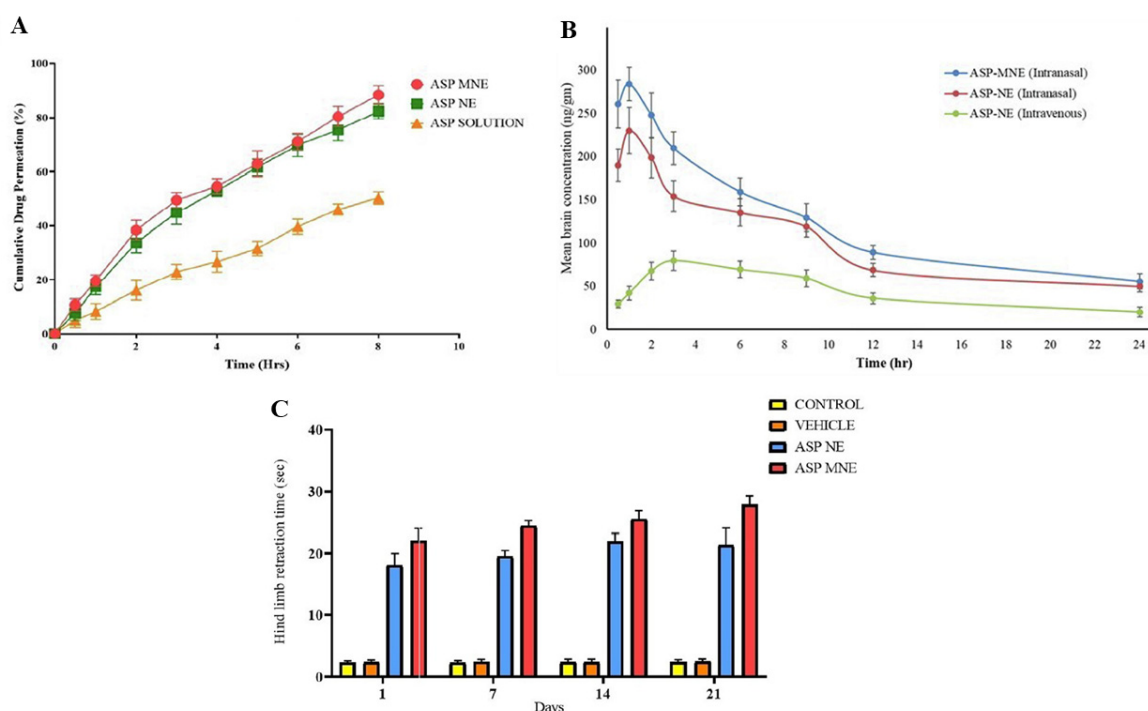 A
Cumulative Drug Permeation (%)
100
80
60
40
20
0
0 2 4 6 8 10
Time (Hrs)
ASP MNE
ASP NE
ASP SOLUTION
B
Mean brain concentration (ng/gm)
300
250
200
150
100
50
0
0 2 2 4 6 8 10 12 14 16 18 20 22 24
Time (hr)
ASP-MNE (Intranasal)
ASP-NE (Intranasal)
ASP-NE (Intravenous)
C
Hind limb retraction time (sec)
40
30
20
10
0
1 7 14 21
Days
CONTROL
VEHICLE
ASP NE
ASP MNE